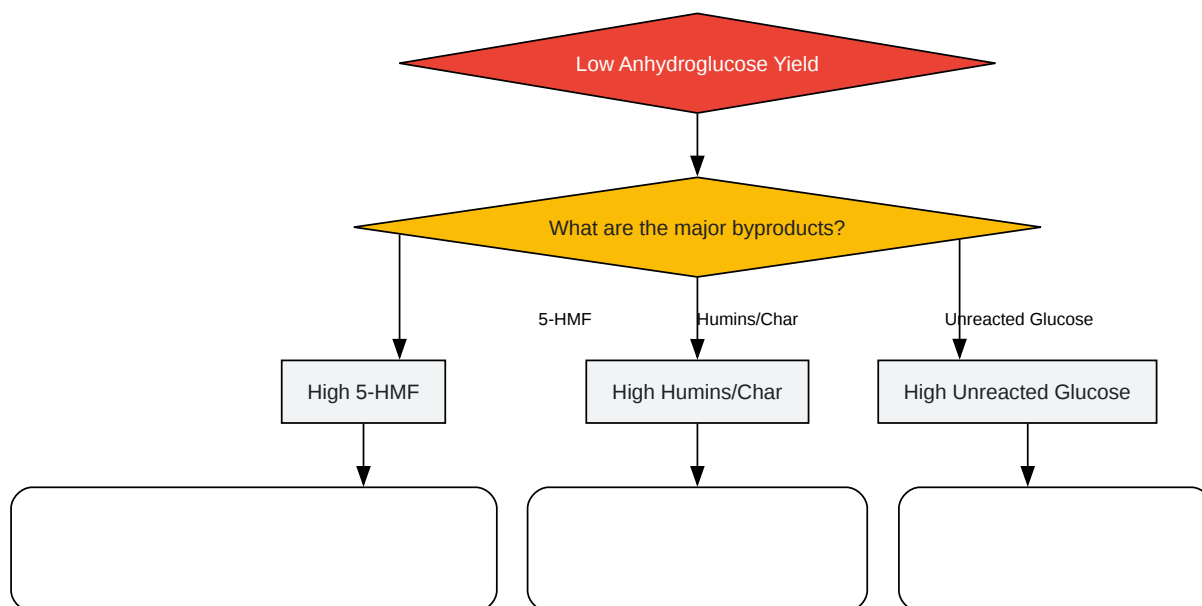 Low Anhydroglucose Yield
What are the major byproducts?
5-HMF
Humins/Char
Unreacted Glucose
High 5-HMF
High Humins/Char
High Unreacted Glucose